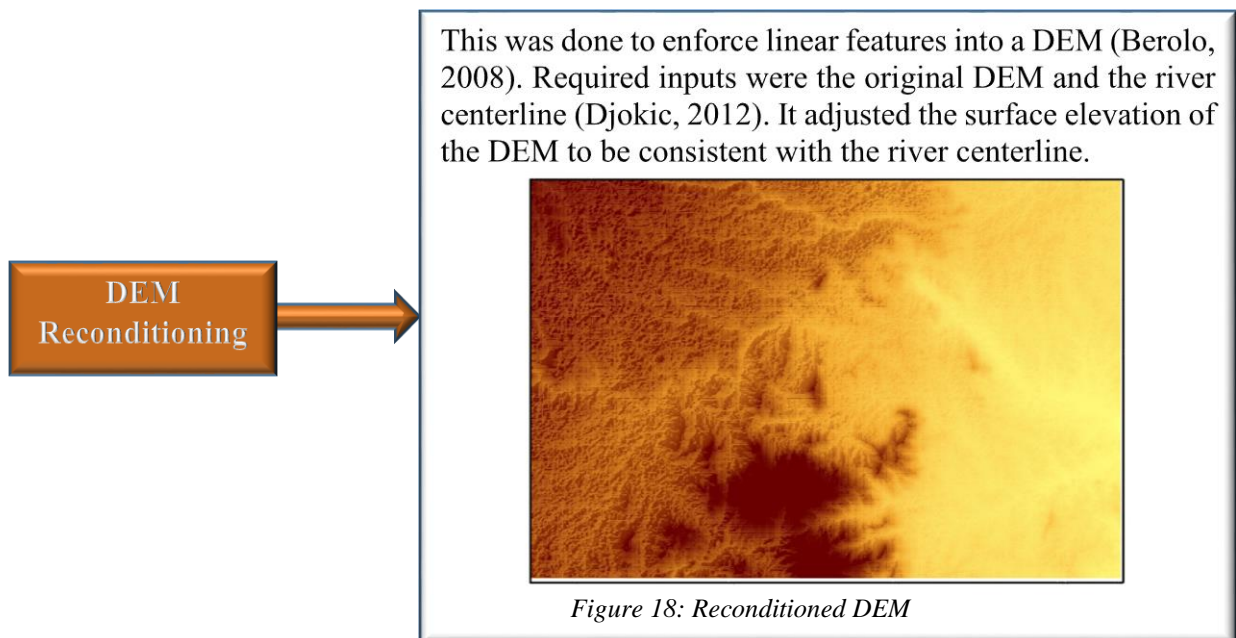 This was done to enforce linear features into a DEM (Berolo,
2008). Required inputs were the original DEM and the river
centerline (Djokic, 2012). It adjusted the surface elevation of
the DEM to be consistent with the river centerline.
DEM
Reconditioning
Figure 18: Reconditioned DEM